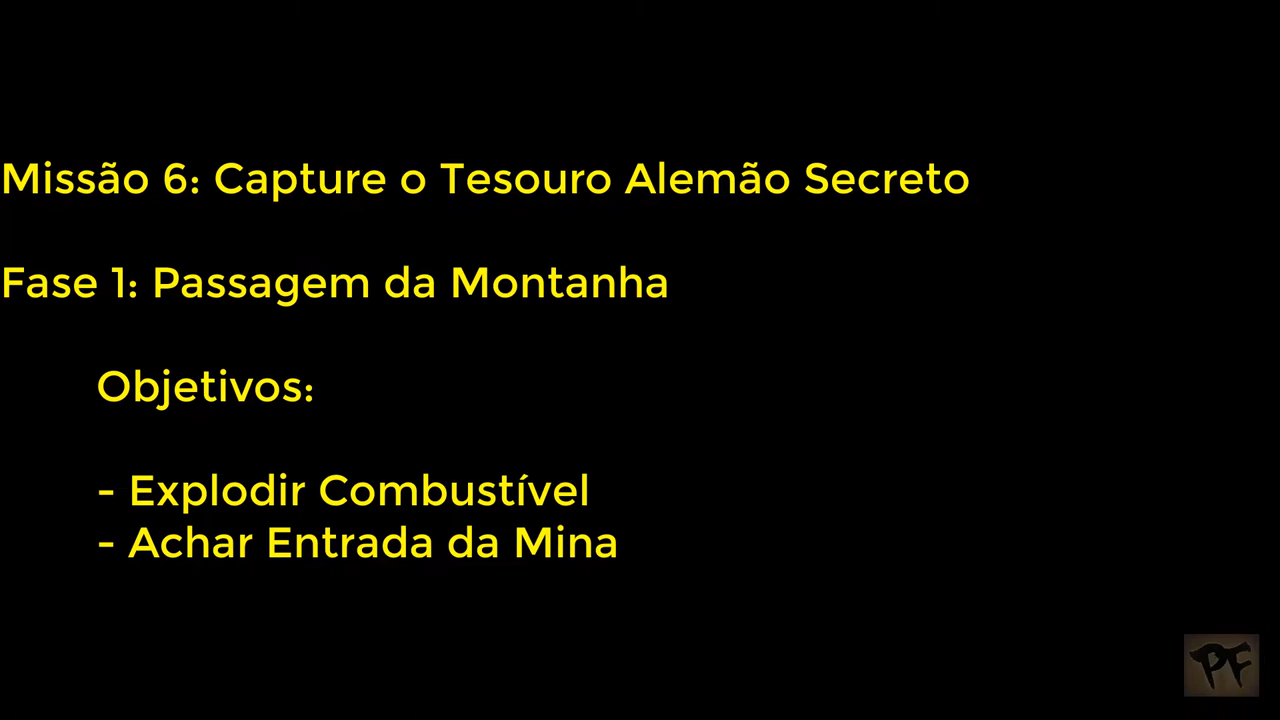 Missão 6: Capture o Tesouro Alemão Secreto
Fase 1: Passagem da Montanha
Objetivos:
- Explodir Combustível
- Achar Entrada da Mina
PF